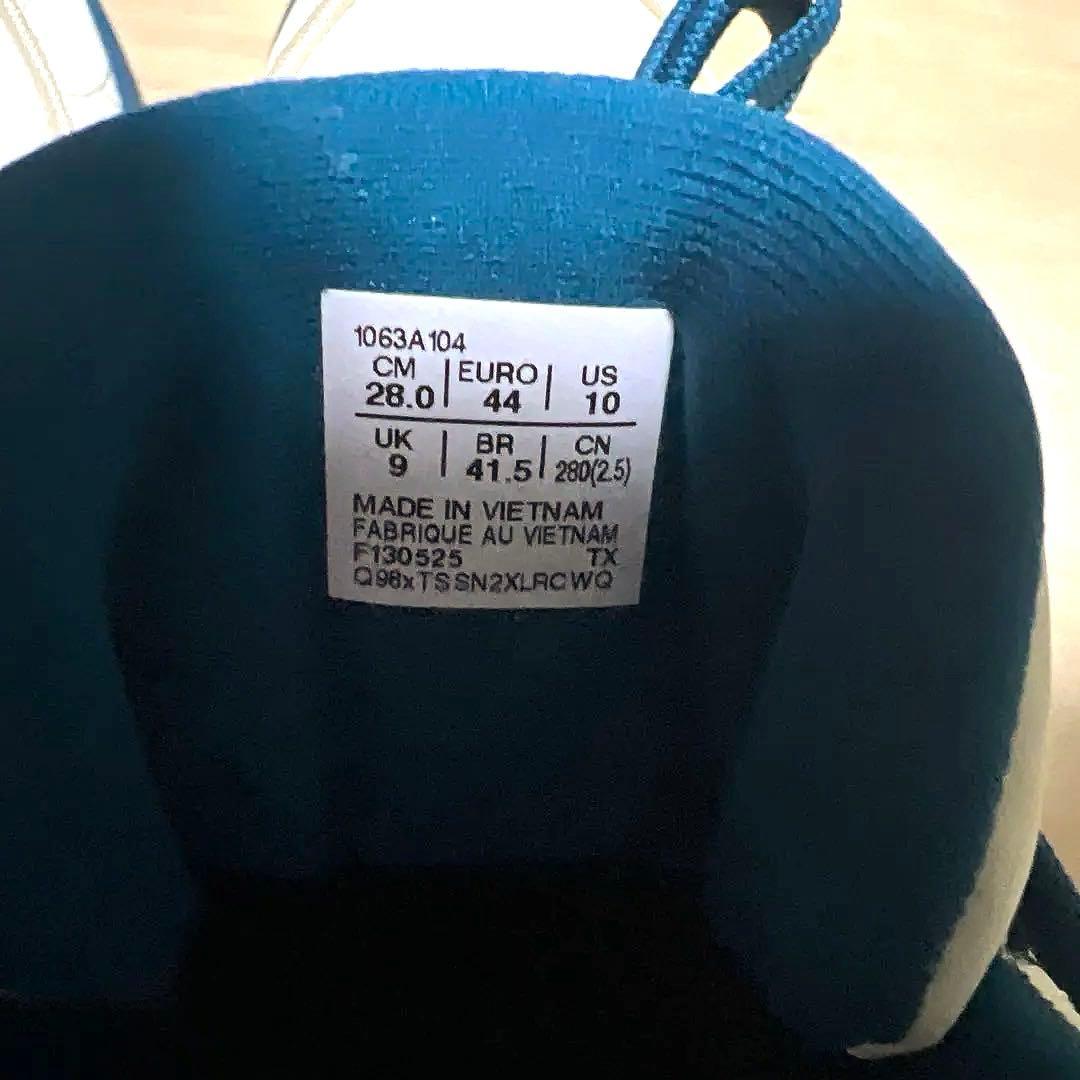 1063A104
CM | EURO | US
28.0 | 44 | 10
UK | BR | CN
9 | 41.5 | 280(2.5)
MADE IN VIETNAM
FABRIQUE AU VIETNAM
F130525 TX
Q98xTSSN2XLRCWQ